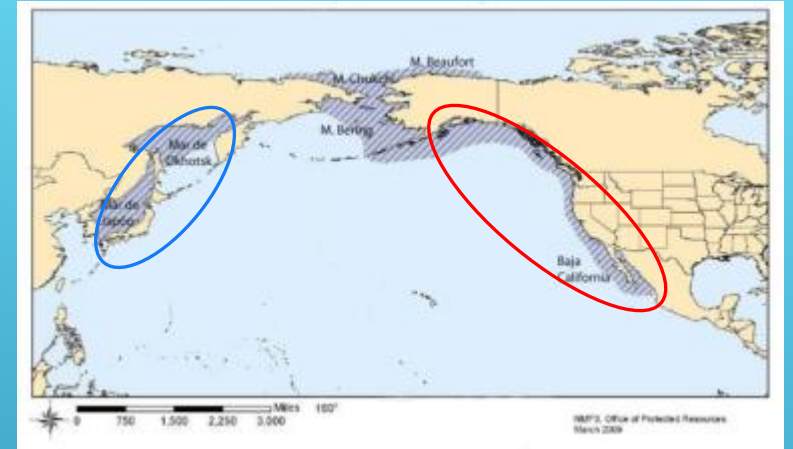 M. Beaufort
M. Chukchi
M. Bering
Mar de
Okhotsk
Mar de
Japón
Baja
California
Miles 160°
0 750 1,500 2,250 3,000
NMFS, Office of Protected Resources
March 2009